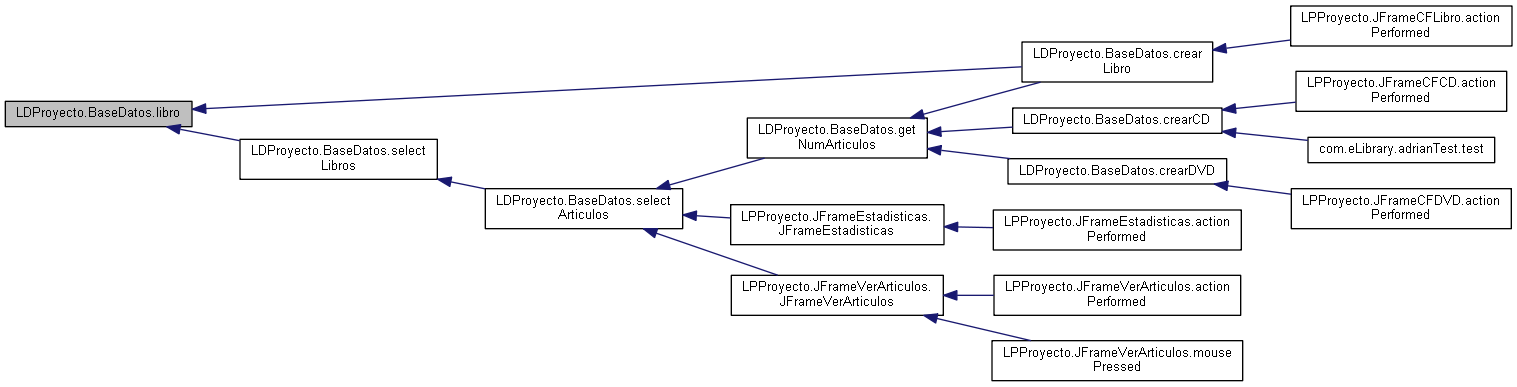 LDProyecto.BaseDatos.libro
LDProyecto.BaseDatos.select
Libros
LDProyecto.BaseDatos.select
Articulos
LDProyecto.BaseDatos.crear
Libro
LDProyecto.BaseDatos.get
NumArticulos
LDProyecto.BaseDatos.crearCD
LDProyecto.BaseDatos.crearDVD
LPProyecto.JFrameEstadisticas.
JFrameEstadisticas
LPProyecto.JFrameVerArticulos.
JFrameVerArticulos
LPProyecto.JFrameCFLibro.action
Performed
LPProyecto.JFrameCFCD.action
Performed
com.eLibrary.adrianTest.test
LPProyecto.JFrameCFDVD.action
Performed
LPProyecto.JFrameEstadisticas.action
Performed
LPProyecto.JFrameVerArticulos.action
Performed
LPProyecto.JFrameVerArticulos.mouse
Pressed